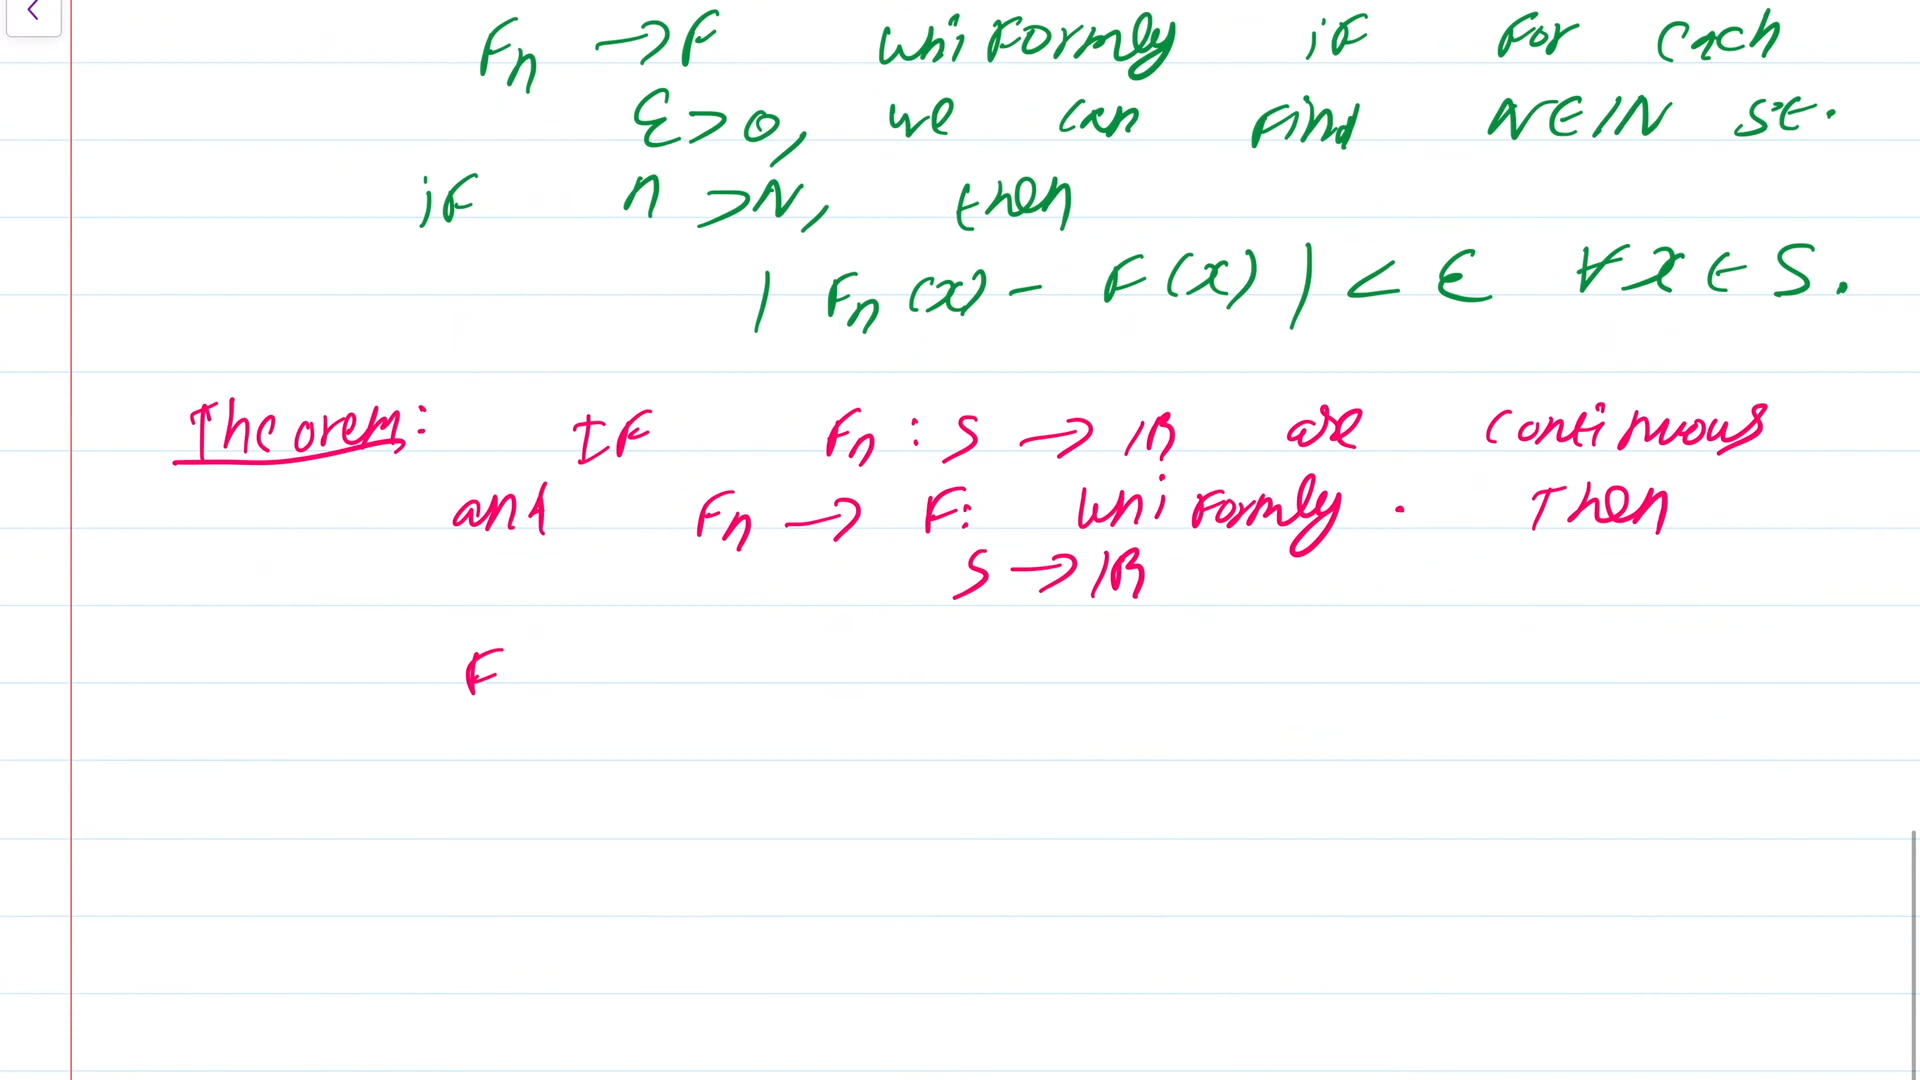 Fn → F uniformly if for each
ε > 0, we can find N ∈ ℕ st.
if n > N, then
| Fn(x) - F(x) | < ε ∀ x ∈ S.
Theorem: If Fn : S → ℝ are continuous
and Fn → F: uniformly. Then
S → ℝ
F